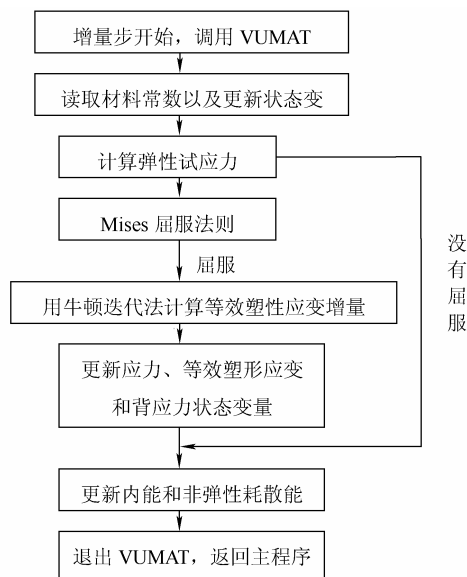 增量步开始，调用 VUMAT
读取材料常数以及更新状态变
计算弹性试应力
Mises 屈服法则
屈服
没有屈服
用牛顿迭代法计算等效塑性应变增量
更新应力、等效塑形应变
和背应力状态变量
更新内能和非弹性耗散能
退出 VUMAT，返回主程序